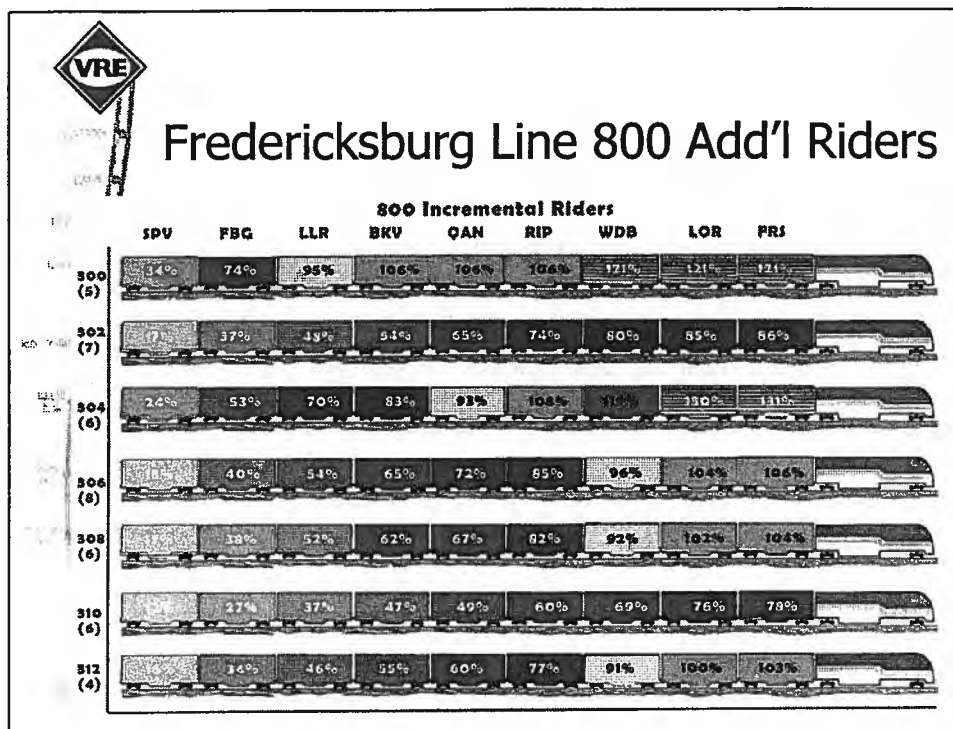 VRE
Fredericksburg Line 800 Add'l Riders
800 Incremental Riders
SPV FBG LLR BKV QAN RIP WDB LOR FRS
300 34% 74% 95% 106% 106% 106% 121% 121% 121%
(5)
302 37% 48% 54% 65% 74% 80% 85% 86%
(7)
304 24% 53% 70% 83% 93% 108% 130% 131%
(6)
306 40% 54% 65% 72% 85% 96% 104% 106%
(8)
308 38% 52% 62% 67% 82% 92% 102% 104%
(6)
310 27% 37% 47% 49% 60% 69% 76% 78%
(6)
312 36% 46% 55% 60% 77% 91% 100% 103%
(4)